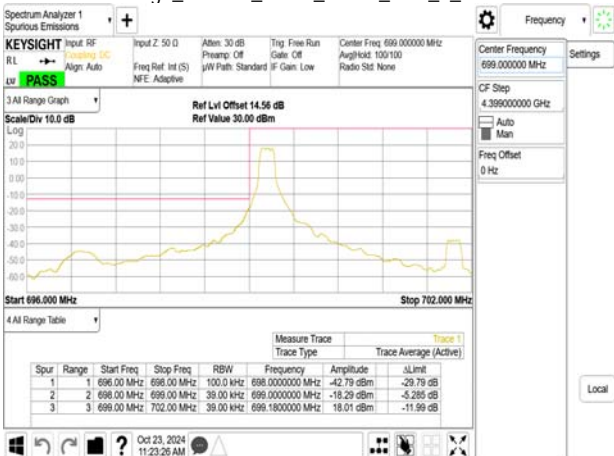 Spectrum Analyzer 1
Spurious Emissions
Frequency
KEYSIGHT
Input: RF
Coupling: DC
Align: Auto
Input Z: 50 Ω
Freq Ref: Int (S)
NFE: Adaptive
Atten: 30 dB
Preamp: Off
µW Path: Standard
Trig: Free Run
Gate: Off
IF Gain: Low
Center Freq: 699.000000 MHz
Avg|Hold: 100/100
Radio Std: None
RL
PASS
Center Frequency
699.000000 MHz
Settings
CF Step
4.399000000 GHz
Auto
Man
Freq Offset
0 Hz
Local
3 All Range Graph
Scale/Div 10.0 dB
Ref Lvl Offset 14.56 dB
Ref Value 30.00 dBm
Log
20.0
10.0
0.00
-10.0
-20.0
-30.0
-40.0
-50.0
-60.0
Start 696.000 MHz
Stop 702.000 MHz
4 All Range Table
Measure Trace Trace 1
Trace Type Trace Average (Active)
Spur Range Start Freq Stop Freq RBW Frequency Amplitude ΔLimit
1 1 696.00 MHz 698.00 MHz 100.0 kHz 698.0000000 MHz -42.79 dBm -29.79 dB
2 2 698.00 MHz 699.00 MHz 39.00 kHz 699.0000000 MHz -18.29 dBm -5.285 dB
3 3 699.00 MHz 702.00 MHz 39.00 kHz 699.1800000 MHz 18.01 dBm -11.99 dB
Oct 23, 2024
11:23:26 AM